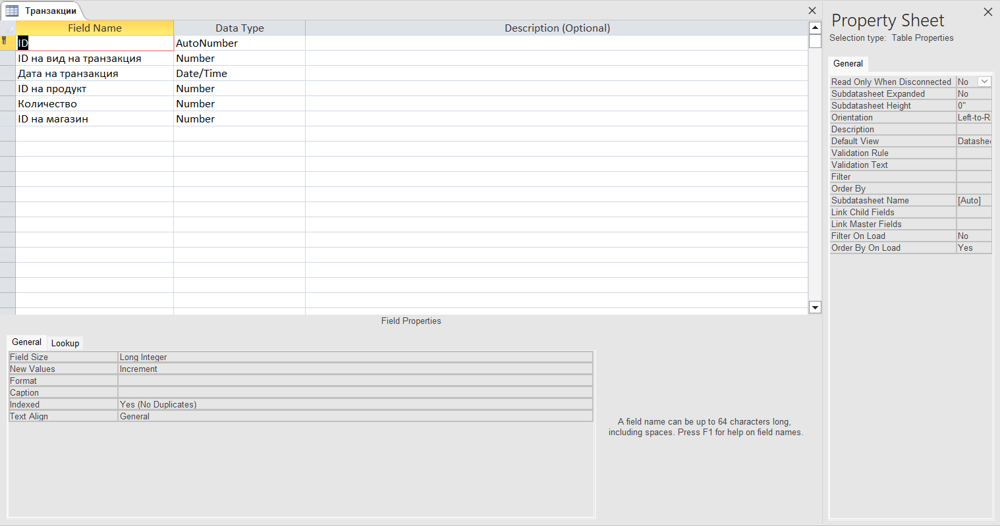 Транзакции
Field Name Data Type Description (Optional)
ID AutoNumber
ID на вид на транзакция Number
Дата на транзакция Date/Time
ID на продукт Number
Количество Number
ID на магазин Number
Field Properties
General Lookup
Field Size Long Integer
New Values Increment
Format
Caption
Indexed Yes (No Duplicates)
Text Align General
A field name can be up to 64 characters long,
including spaces. Press F1 for help on field names.
Property Sheet
Selection type: Table Properties
General
Read Only When Disconnected No
Subdatasheet Expanded No
Subdatasheet Height 0"
Orientation Left-to-R
Description
Default View Datashe
Validation Rule
Validation Text
Filter
Order By
Subdatasheet Name [Auto]
Link Child Fields
Link Master Fields
Filter On Load No
Order By On Load Yes